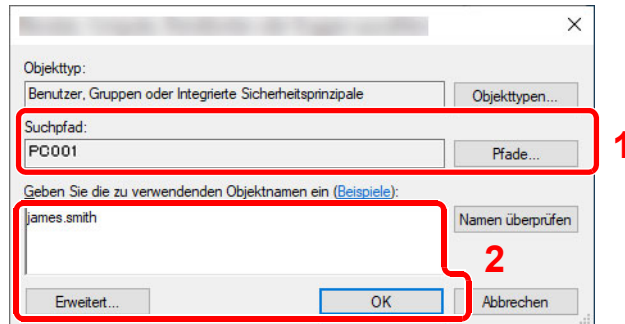 Objekttyp:
Benutzer, Gruppen oder Integrierte Sicherheitsprinzipale
Objekttypen...
Suchpfad:
PC001
Pfade...
1
Geben Sie die zu verwendenden Objektnamen ein (Beispiele):
james.smith
Namen überprüfen
2
Erweitert...
OK
Abbrechen